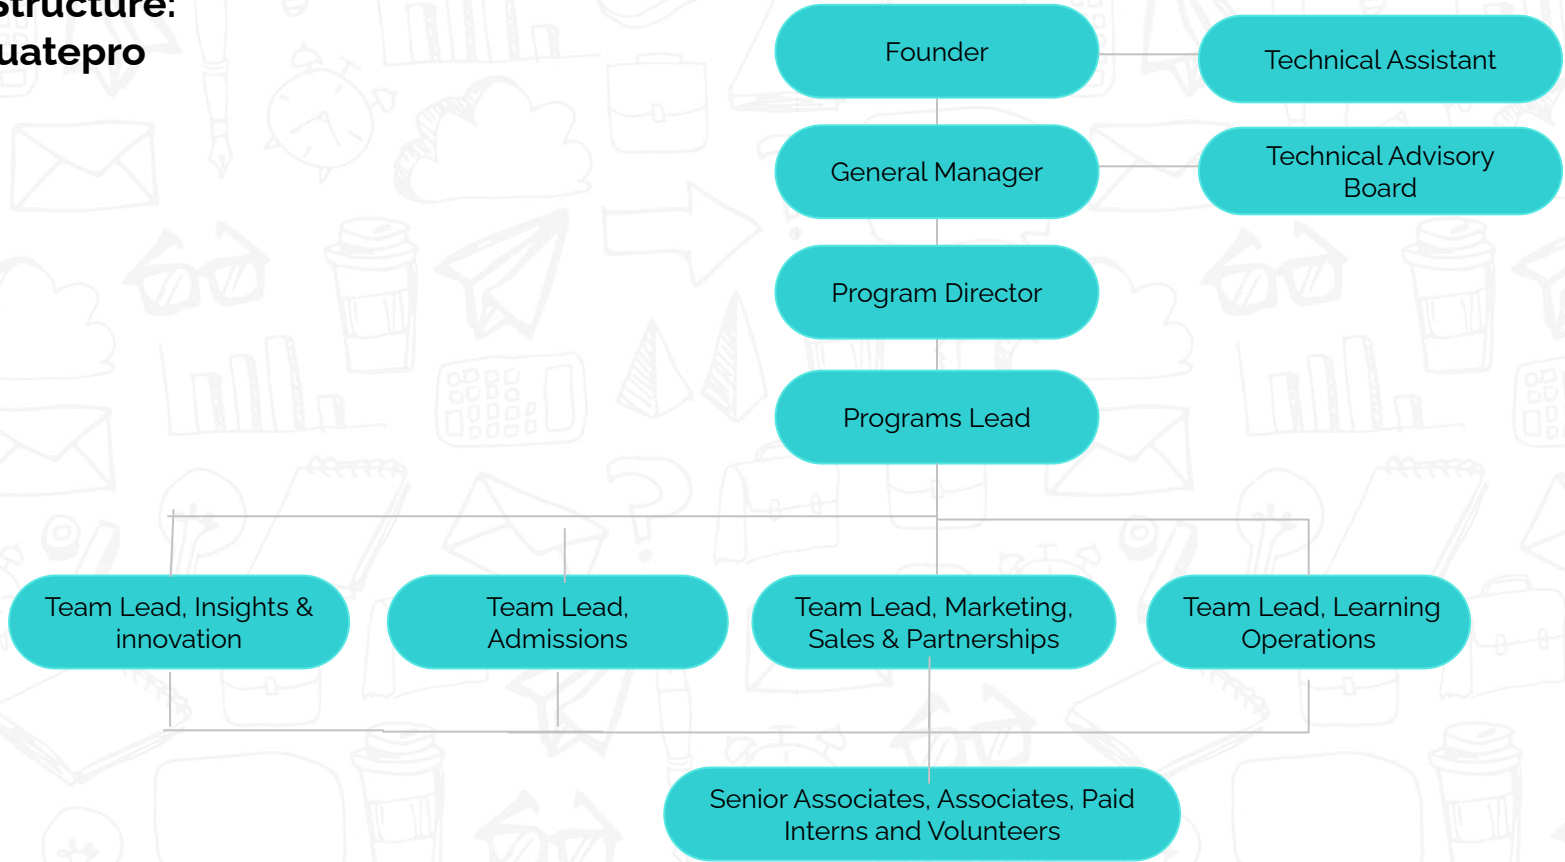 Structure:
uatepro
Founder
Technical Assistant
General Manager
Technical Advisory
Board
Program Director
Programs Lead
Team Lead, Insights &
innovation
Team Lead,
Admissions
Team Lead, Marketing,
Sales & Partnerships
Team Lead, Learning
Operations
Senior Associates, Associates, Paid
Interns and Volunteers